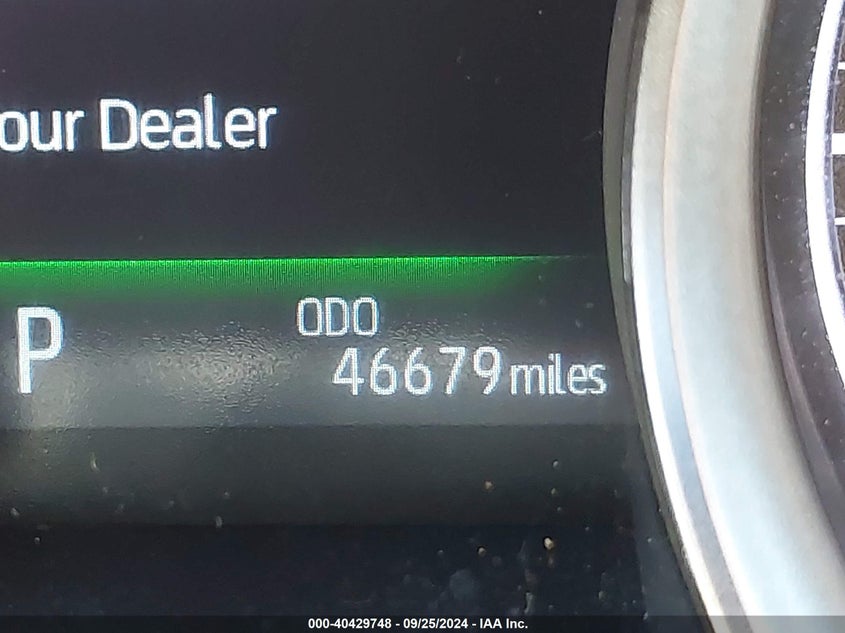 our Dealer
P
ODO
46679 miles
000-40429748 - 09/25/2024 - IAA Inc.